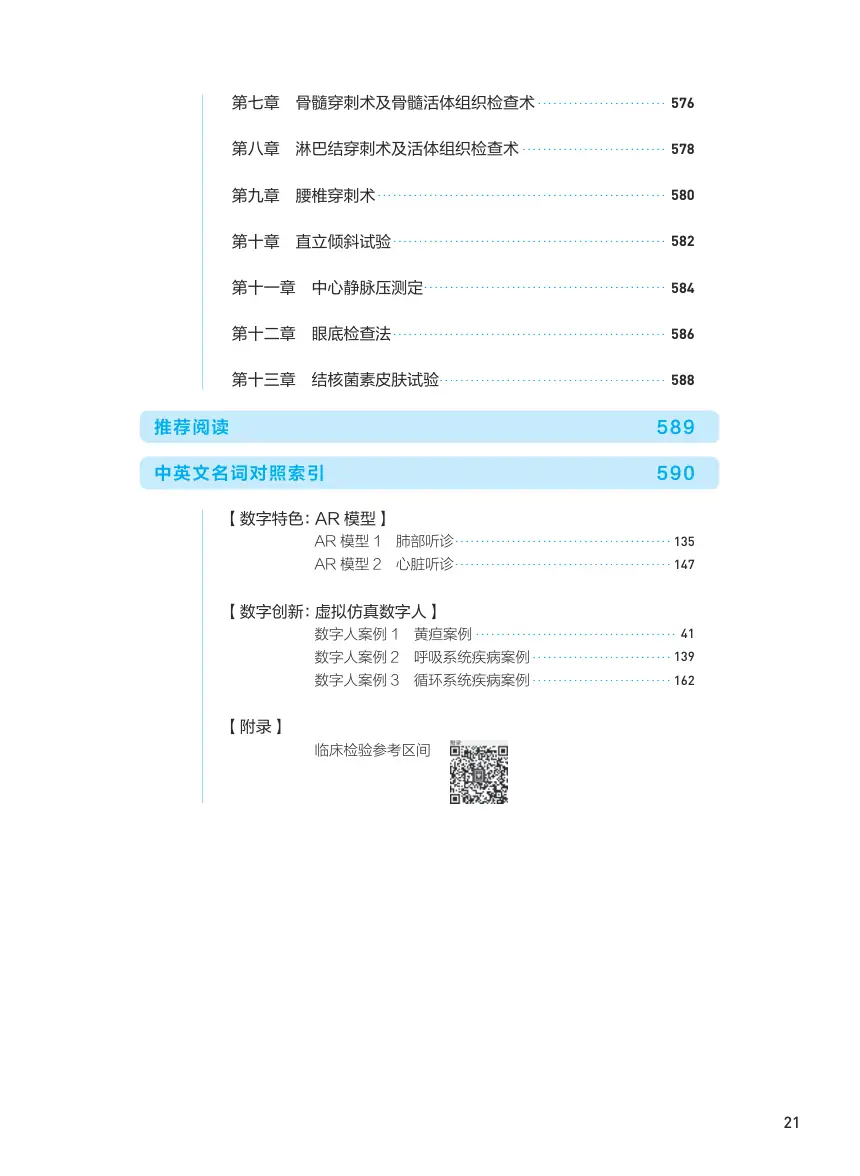 第七章 骨髓穿刺术及骨髓活体组织检查术 576
第八章 淋巴结穿刺术及活体组织检查术 578
第九章 腰椎穿刺术 580
第十章 直立倾斜试验 582
第十一章 中心静脉压测定 584
第十二章 眼底检查法 586
第十三章 结核菌素皮肤试验 588
推荐阅读 589
中英文名词对照索引 590
【数字特色：AR 模型】
AR 模型 1 肺部听诊 135
AR 模型 2 心脏听诊 147
【数字创新：虚拟仿真数字人】
数字人案例 1 黄疸案例 41
数字人案例 2 呼吸系统疾病案例 139
数字人案例 3 循环系统疾病案例 162
【附录】
附录
临床检验参考区间
21